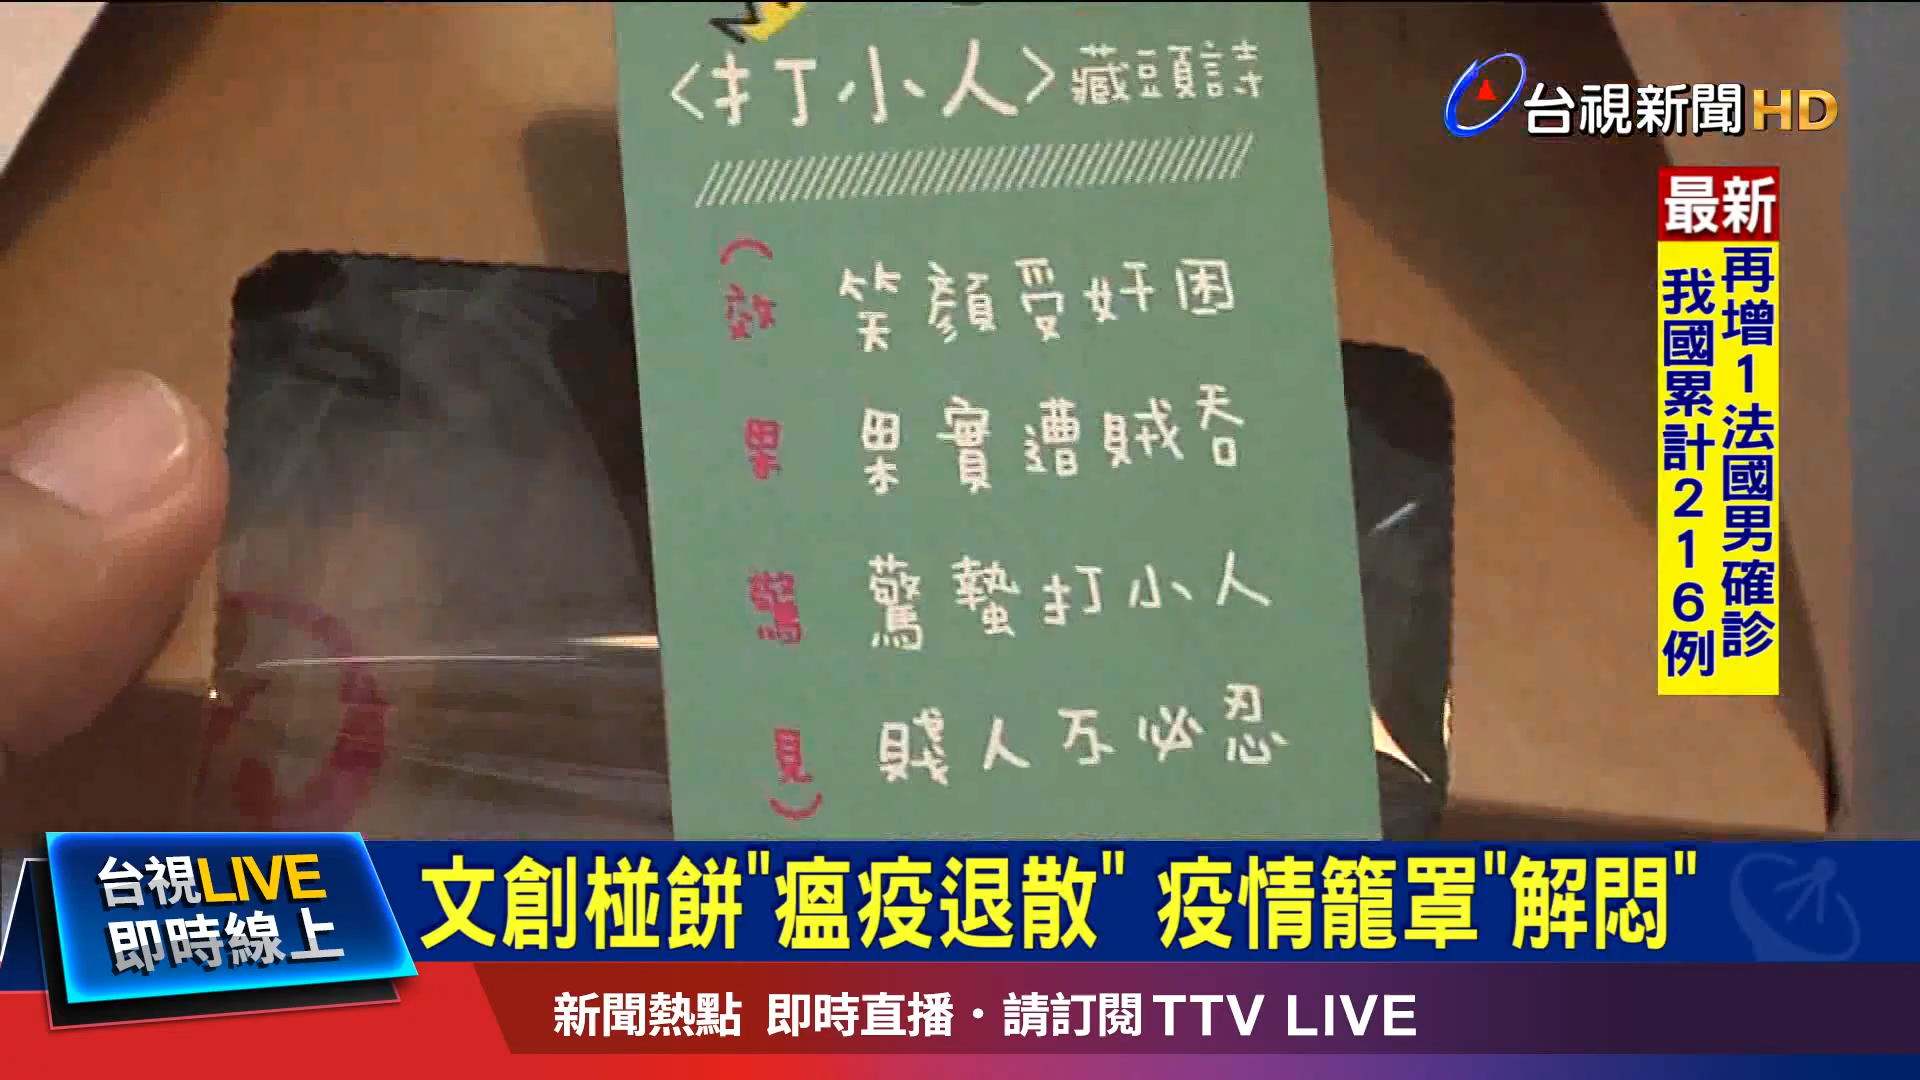 <打小人>藏頭詩
(效果驚見)
笑顏受奸困
果實遭賊吞
驚蟄打小人
賤人不必忍
台視新聞HD
最新
再增1法國男確診
我國累計216例
台視LIVE
即時線上
文創椪餅"瘟疫退散" 疫情籠罩"解悶"
新聞熱點 即時直播・請訂閱TTV LIVE